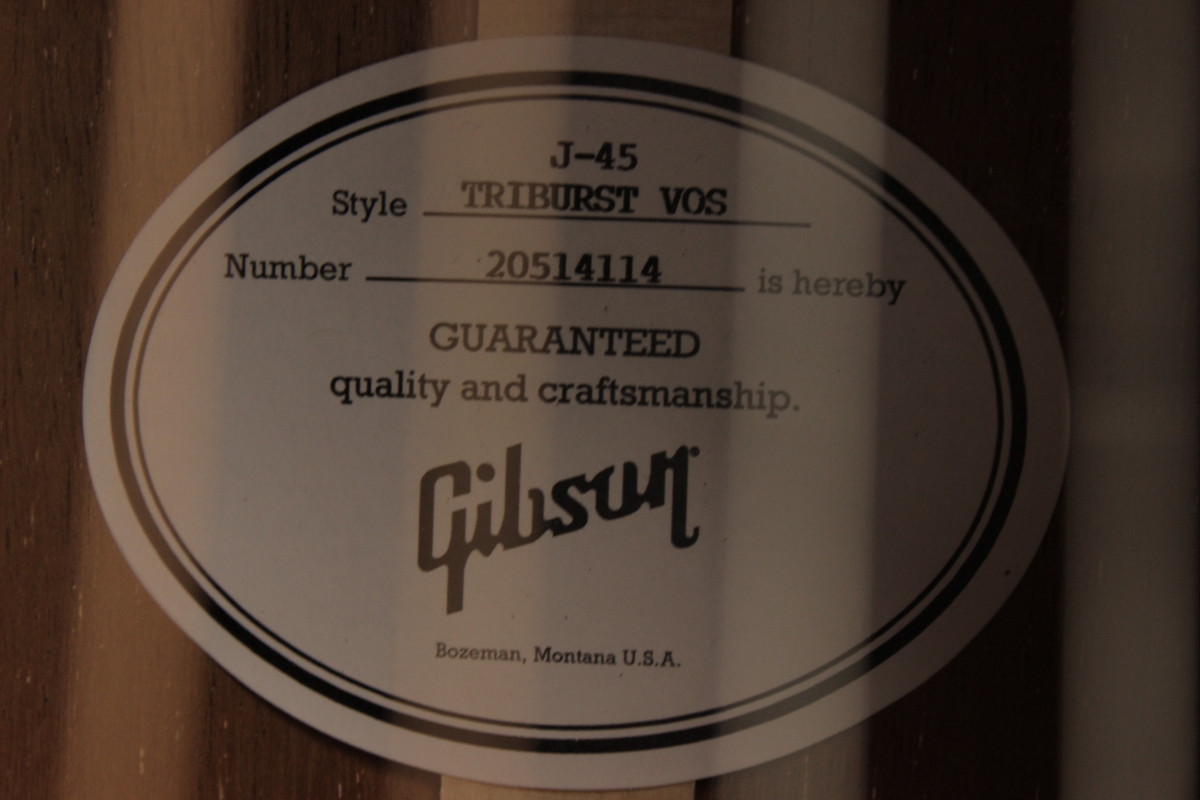 J-45
Style TRIBURST VOS
Number 20514114 is hereby
GUARANTEED
quality and craftsmanship.
Gibson
Bozeman, Montana U.S.A.